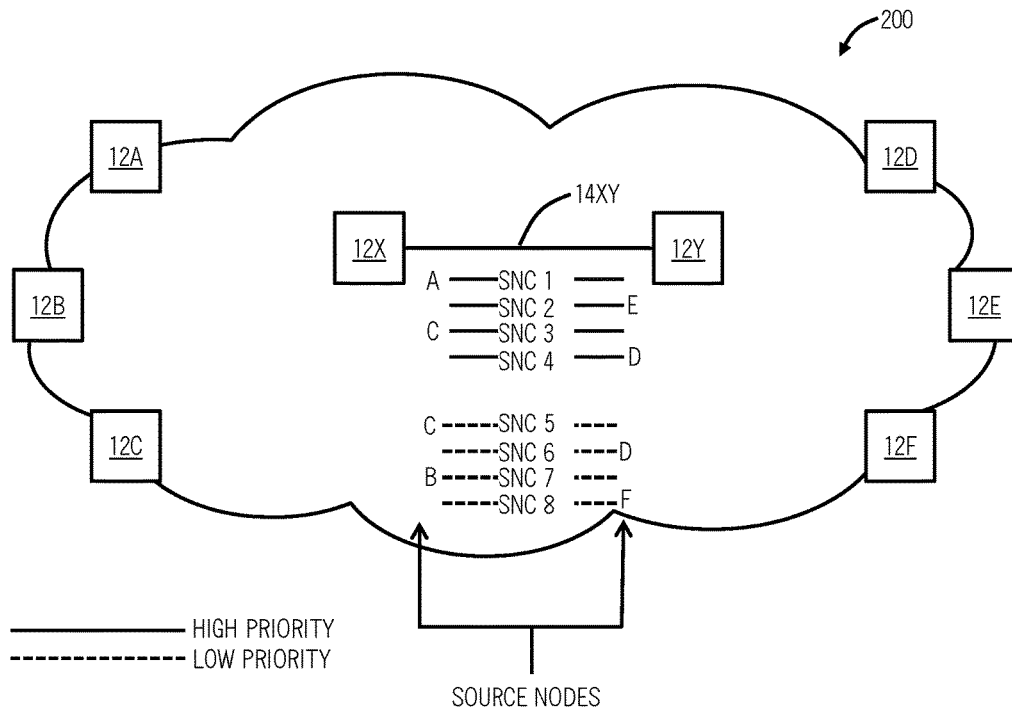 200
12A
12D
14XY
12X
12Y
A SNC 1
12B
SNC 2 E
12E
C SNC 3
SNC 4 D
12C
C SNC 5
12F
SNC 6 D
B SNC 7
SNC 8 F
HIGH PRIORITY
LOW PRIORITY
SOURCE NODES